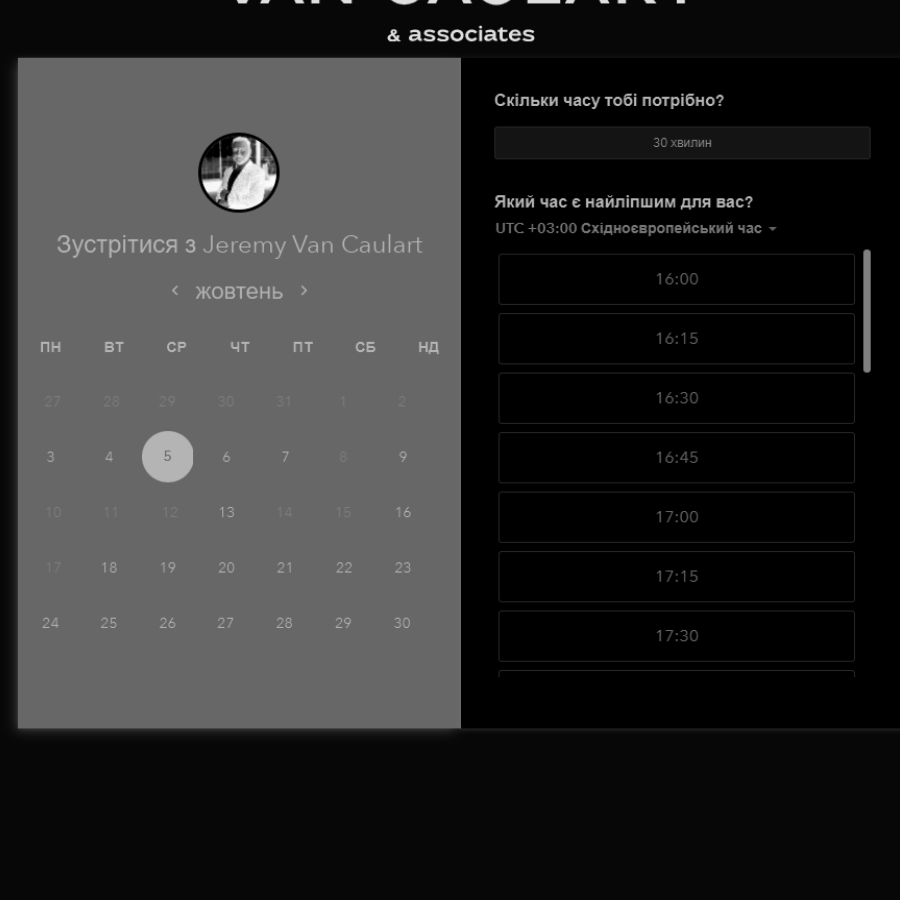 VAN CAULART
& associates
Зустрітися з Jeremy Van Caulart
жовтень
ПН ВТ СР ЧТ ПТ СБ НД
27 28 29 30 31 1 2
3 4 5 6 7 8 9
10 11 12 13 14 15 16
17 18 19 20 21 22 23
24 25 26 27 28 29 30
Скільки часу тобі потрібно?
30 хвилин
Який час є найліпшим для вас?
UTC +03:00 Східноєвропейський час
16:00
16:15
16:30
16:45
17:00
17:15
17:30